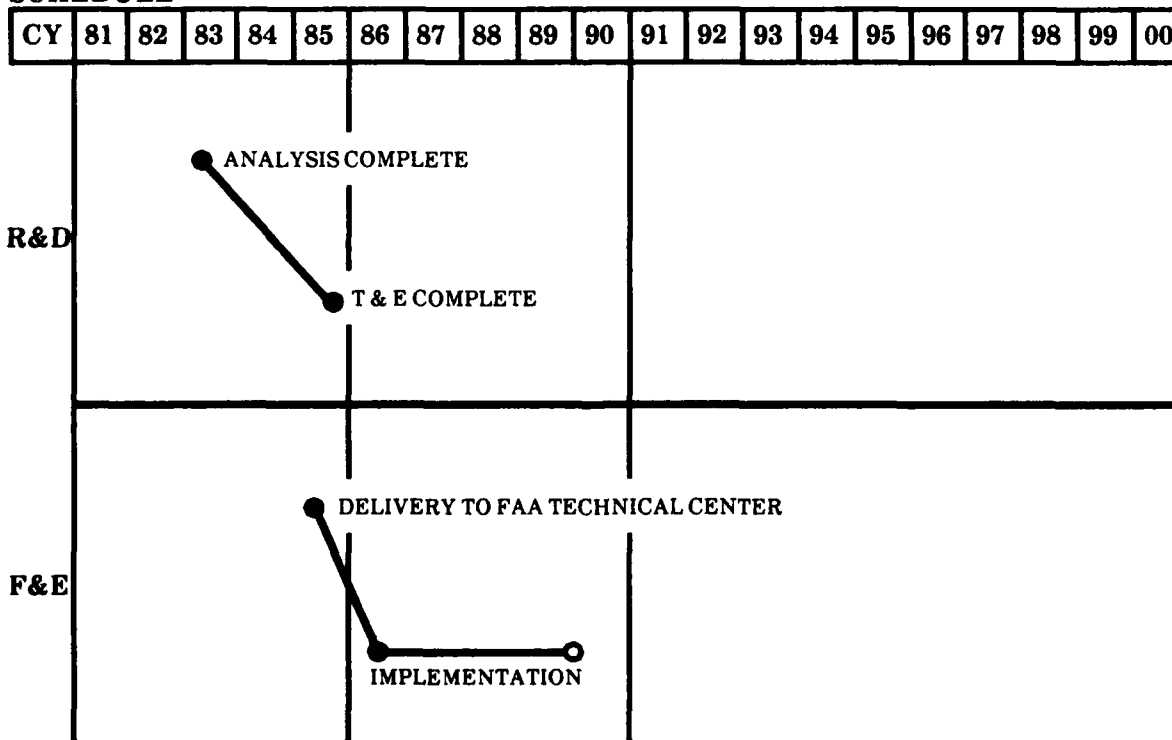 CY 81 82 83 84 85 86 87 88 89 90 91 92 93 94 95 96 97 98 99 00
ANALYSIS COMPLETE
R&D
T & E COMPLETE
DELIVERY TO FAA TECHNICAL CENTER
F&E
IMPLEMENTATION